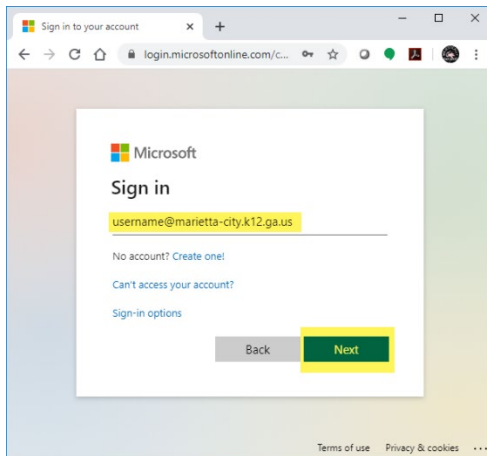 Sign in to your account
login.microsoftonline.com/c...
Microsoft
Sign in
username@marietta-city.k12.ga.us
No account? Create one!
Can't access your account?
Sign-in options
Back Next
Terms of use Privacy & cookies ...